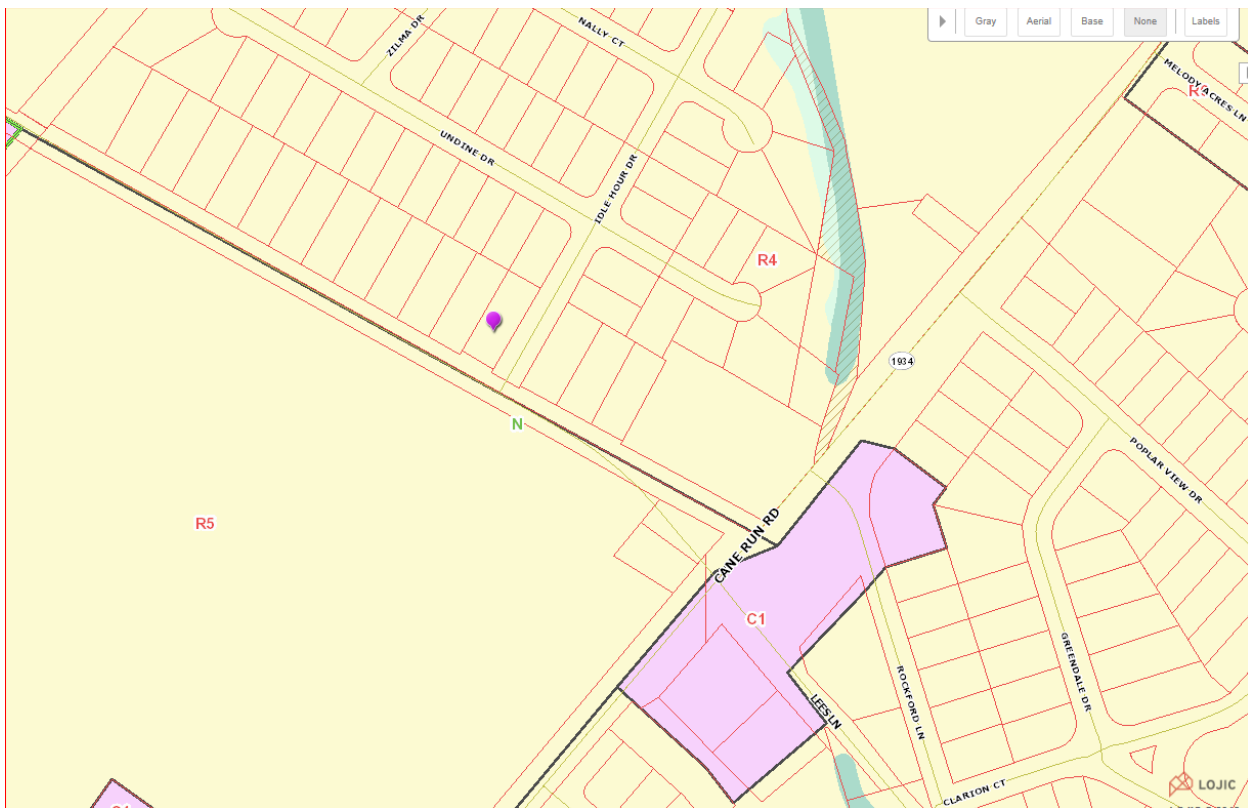 Gray
Aerial
Base
None
Labels
ZILMA DR
NALLY CT
MELODY ACRES LN
UNDINE DR
IDLE HOUR DR
R4
1934
N
POPLAR VIEW DR
R5
CANE RUN RD
C1
GREENDALE DR
ROCKFORD LN
LEES LN
CLARION CT
LOJIC